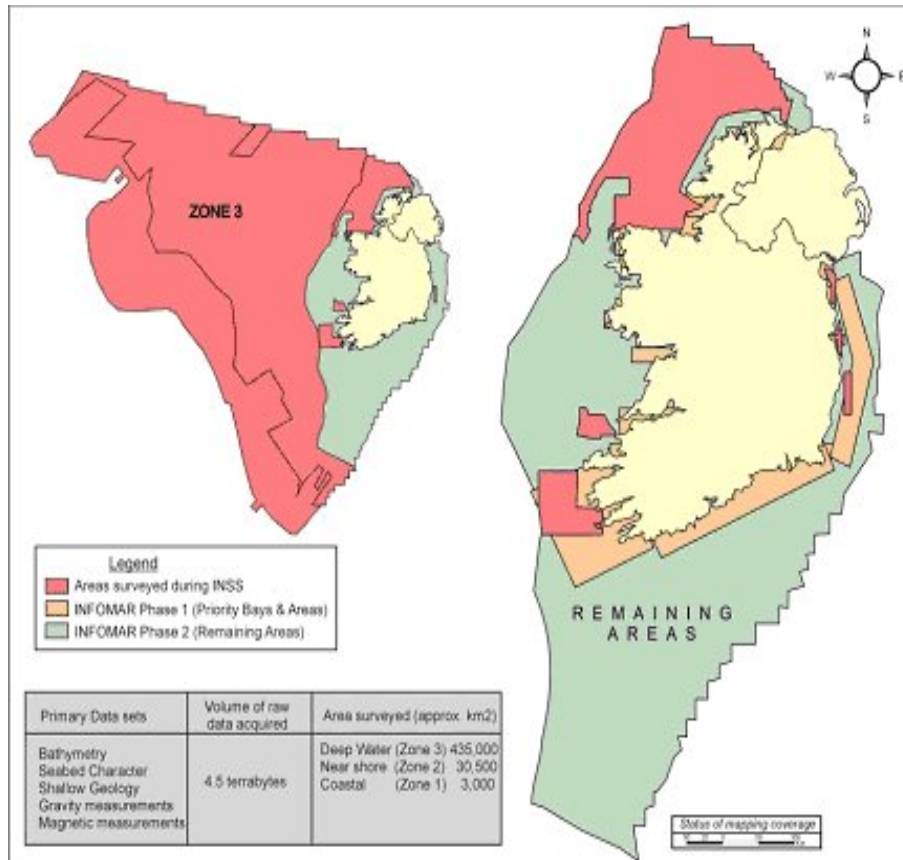 N
W
E
S
ZONE 3
Legend
Areas surveyed during INSS
INFOMAR Phase 1 (Priority Bays & Areas)
INFOMAR Phase 2 (Remaining Areas)
REMAINING
AREAS
Primary Data sets
Volume of raw
data acquired
Area surveyed (approx. km2)
Bathymetry
Seabed Character
Shallow Geology
Gravity measurements
Magnetic measurements
4.5 terrabytes
Deep Water (Zone 3) 435,000
Near shore (Zone 2) 30,500
Coastal (Zone 1) 3,000
Status of mapping coverage